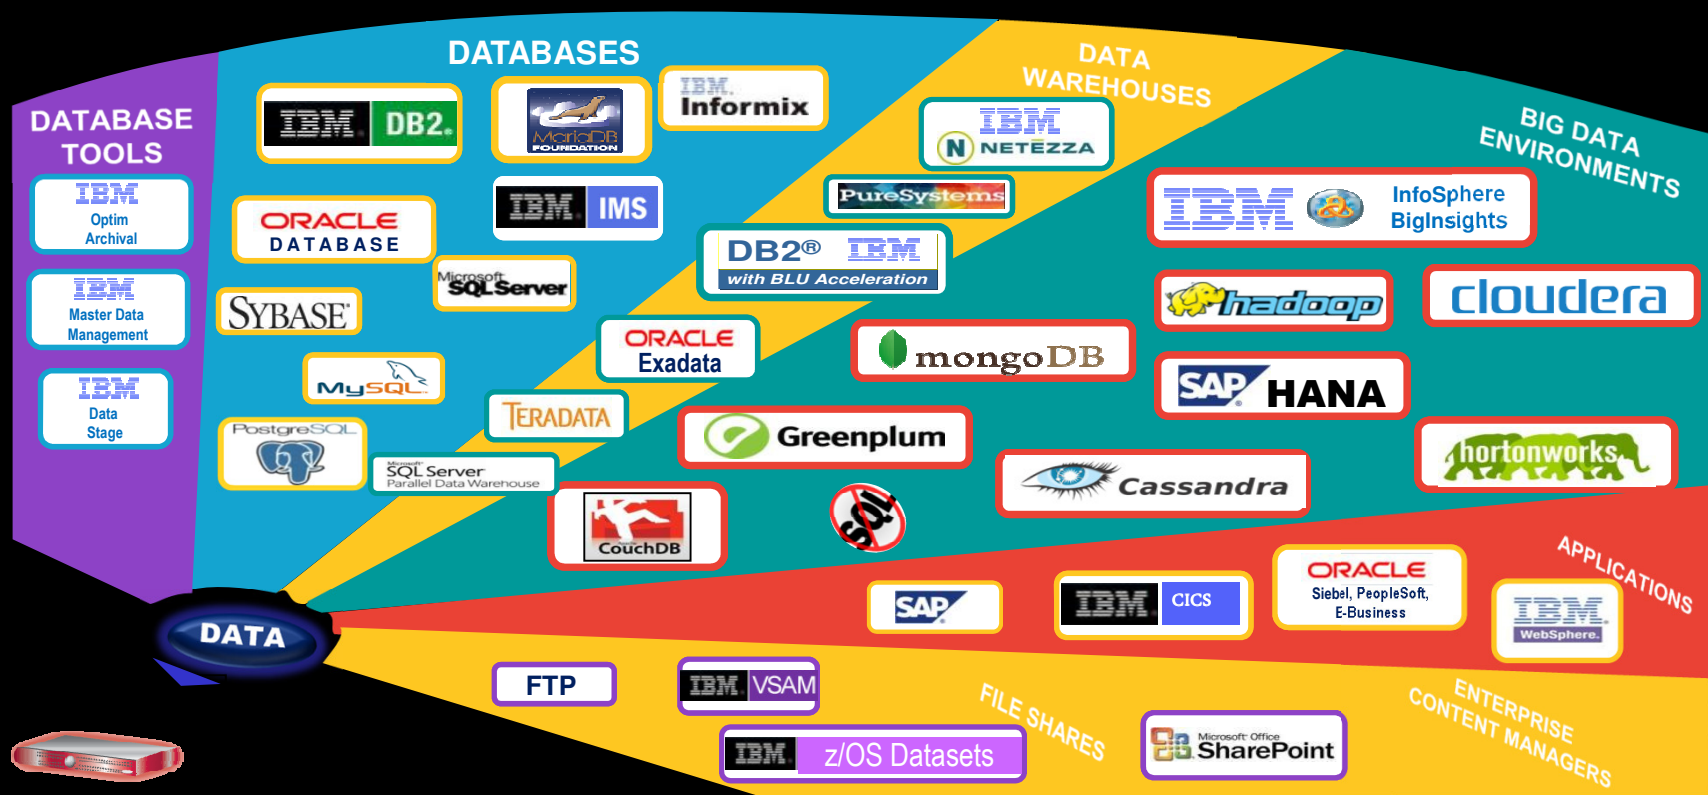 DATABASE
TOOLS
IBM
Optim
Archival
IBM
Master Data
Management
IBM
Data
Stage
DATABASES
IBM. DB2.
MariaDB
FOUNDATION
IBM.
Informix
ORACLE
DATABASE
IBM. IMS
Microsoft
SQL Server
SYBASE
MySQL
PostgreSQL
DATA
WAREHOUSES
IBM
N NETEZZA
PureSystems
DB2® IBM
with BLU Acceleration
ORACLE
Exadata
TERADATA
Microsoft
SQL Server
Parallel Data Warehouse
BIG DATA
ENVIRONMENTS
IBM InfoSphere
BigInsights
hadoop
cloudera
mongoDB
SAP HANA
Greenplum
hortonworks
Cassandra
CouchDB
SQL
APPLICATIONS
SAP
IBM. CICS
ORACLE
Siebel, PeopleSoft,
E-Business
IBM
WebSphere.
DATA
FTP
IBM. VSAM
IBM. z/OS Datasets
FILE SHARES
ENTERPRISE
CONTENT MANAGERS
Microsoft Office
SharePoint